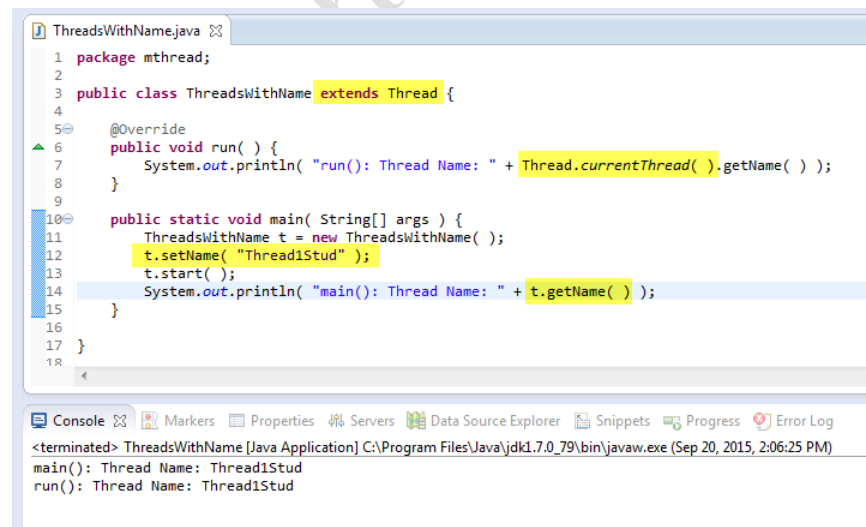 ThreadsWithName.java
1 package mthread;
2
3 public class ThreadsWithName extends Thread {
4
5 @Override
6 public void run( ) {
7 System.out.println( "run(): Thread Name: " + Thread.currentThread( ).getName( ) );
8 }
9
10 public static void main( String[] args ) {
11 ThreadsWithName t = new ThreadsWithName( );
12 t.setName( "Thread1Stud" );
13 t.start( );
14 System.out.println( "main(): Thread Name: " + t.getName( ) );
15 }
16
17 }
18
Console Markers Properties Servers Data Source Explorer Snippets Progress Error Log
<terminated> ThreadsWithName [Java Application] C:\Program Files\Java\jdk1.7.0_79\bin\javaw.exe (Sep 20, 2015, 2:06:25 PM)
main(): Thread Name: Thread1Stud
run(): Thread Name: Thread1Stud